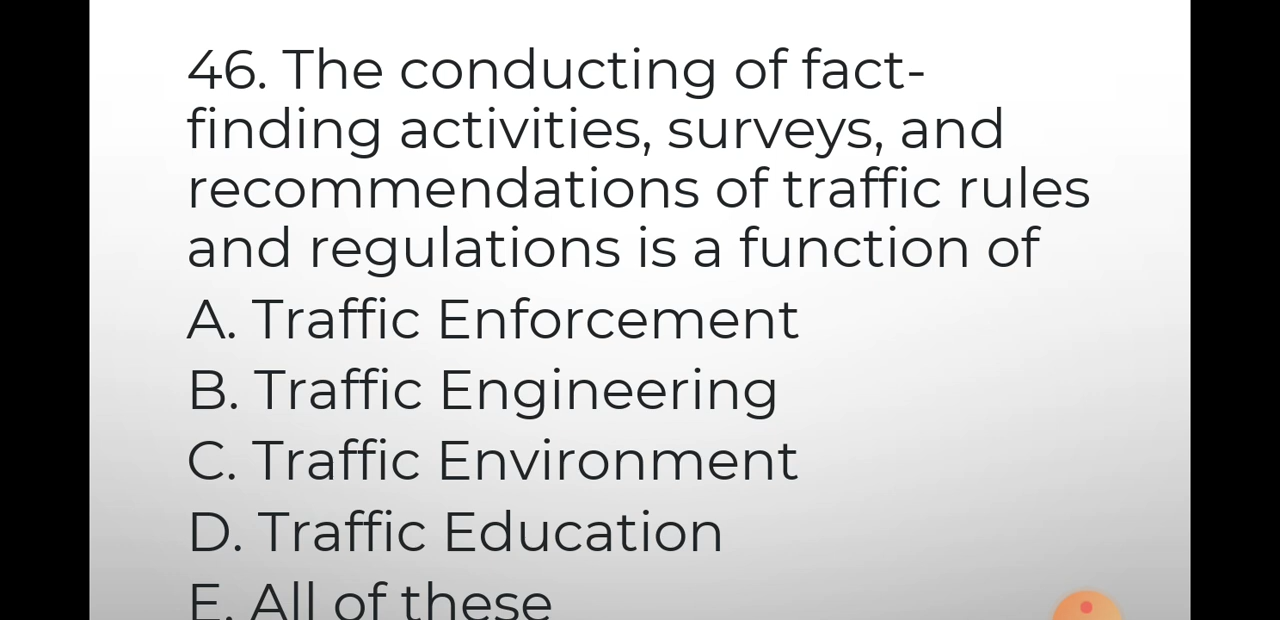 46. The conducting of fact-
finding activities, surveys, and
recommendations of traffic rules
and regulations is a function of
A. Traffic Enforcement
B. Traffic Engineering
C. Traffic Environment
D. Traffic Education
E. All of these